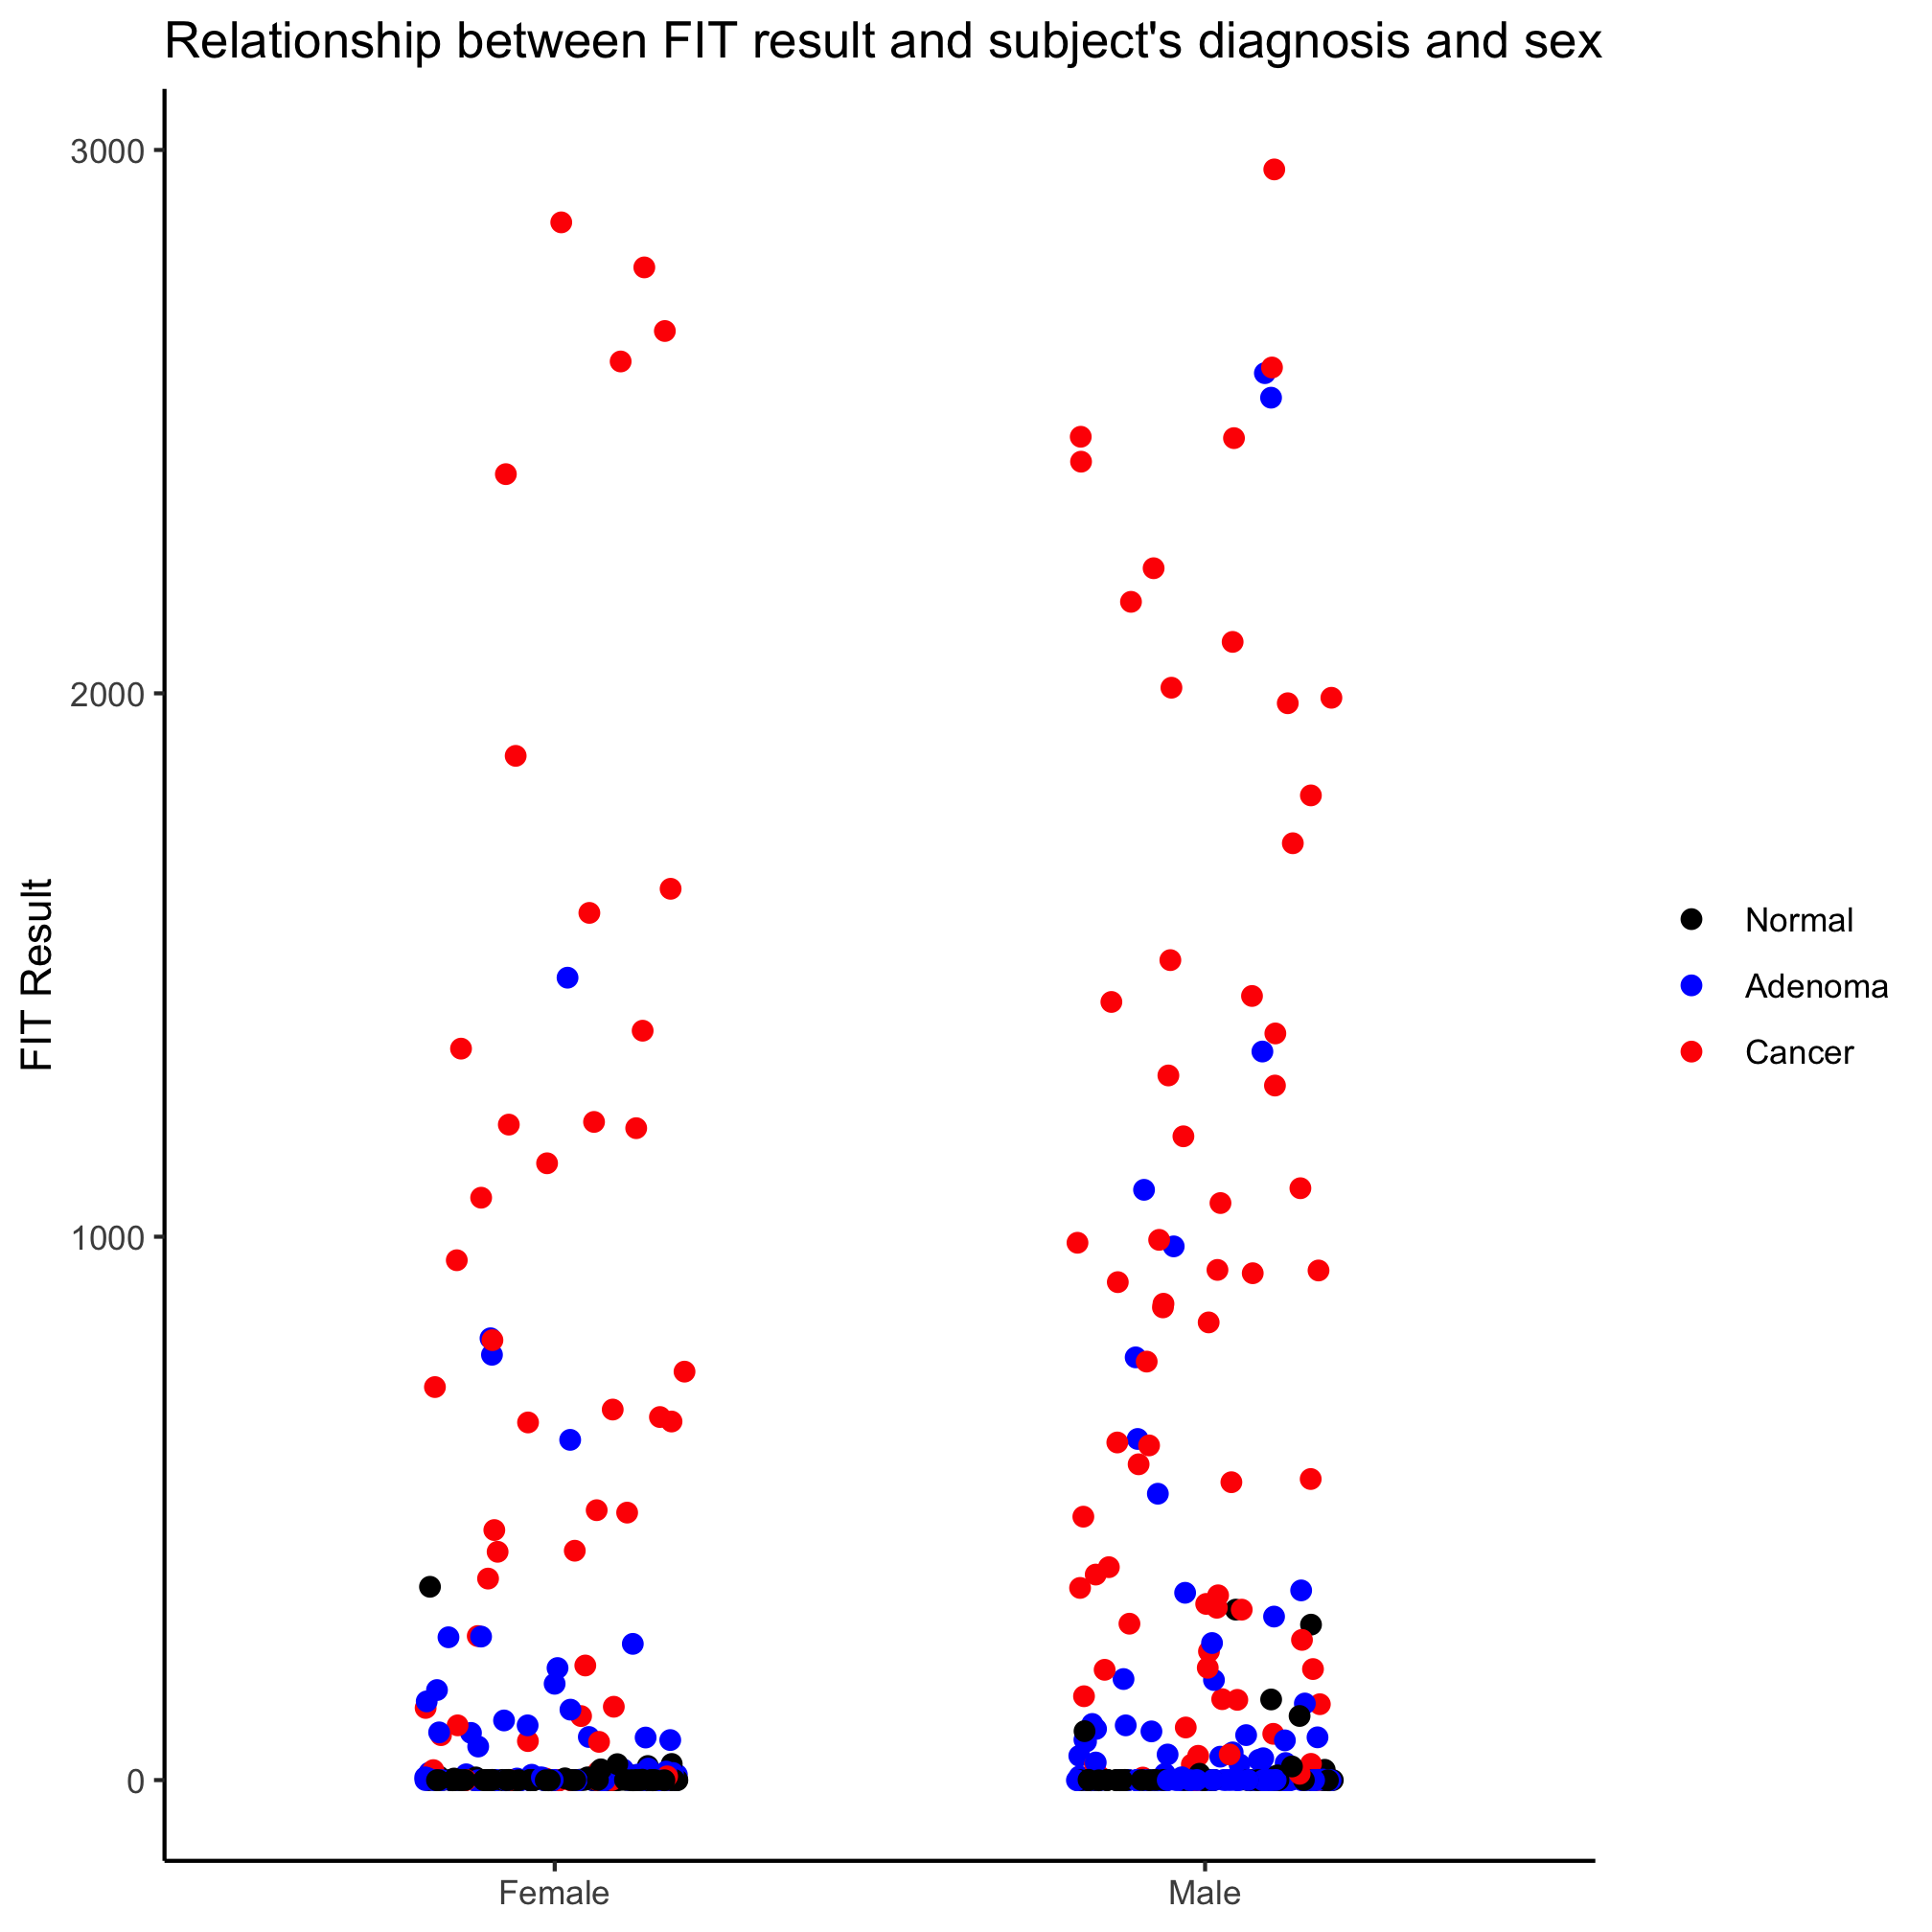 Relationship between FIT result and subject's diagnosis and sex
3000
2000
1000
0
FIT Result
Female
Male
Normal
Adenoma
Cancer